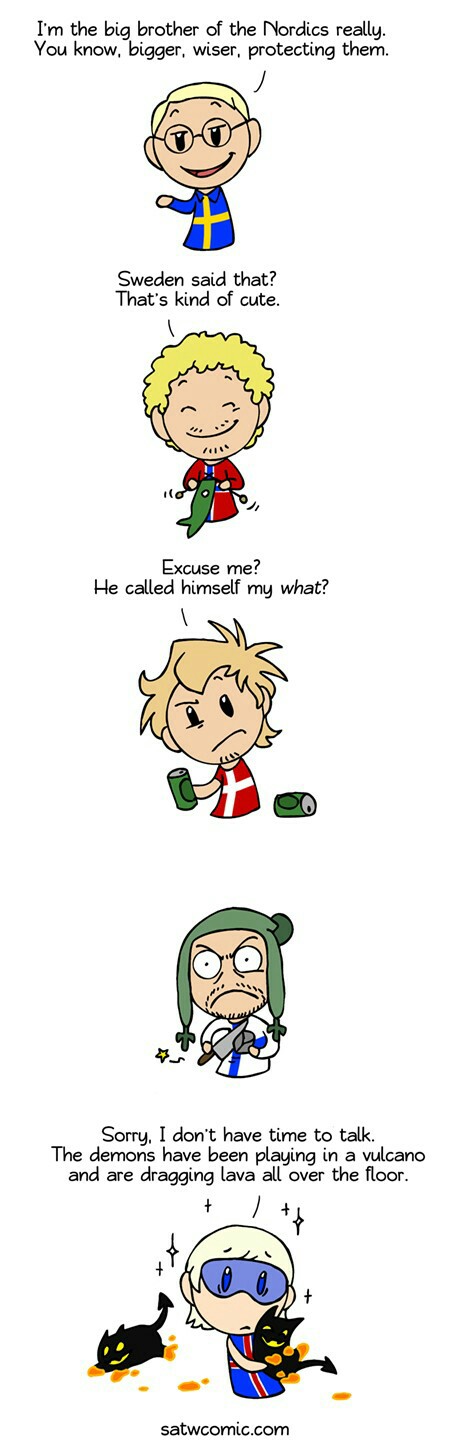 I'm the big brother of the Nordics really.
You know, bigger, wiser, protecting them.
Sweden said that?
That's kind of cute.
Excuse me?
He called himself my what?
Sorry, I don't have time to talk.
The demons have been playing in a vulcano
and are dragging lava all over the floor.
satwcomic.com